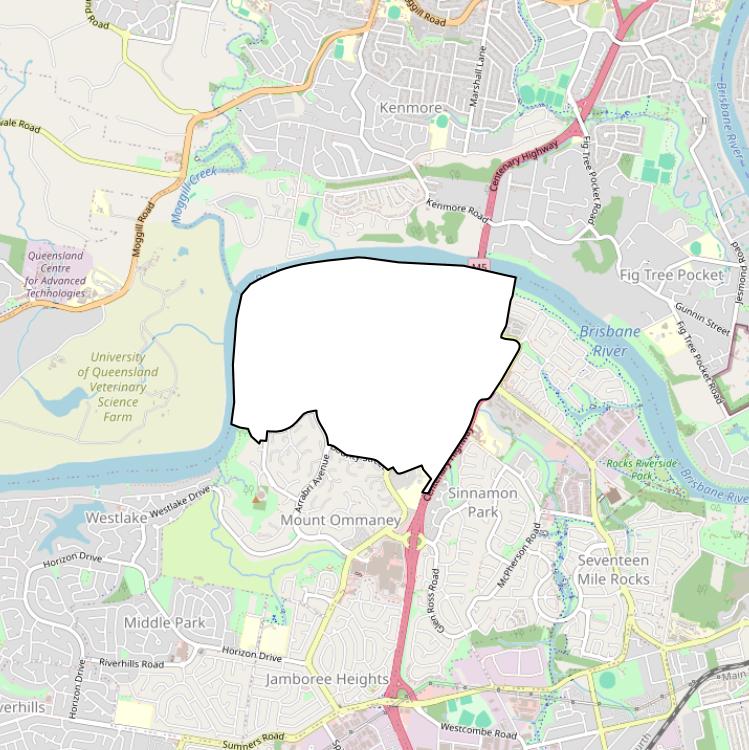 Road
Moggill Road
Marshall Lane
Kenmore
Brisbane River
Centenary Highway
Fig Tree Pocket Road
Moggill Creek
Moggill Road
Kenmore Road
Queensland
Centre
for Advanced
Technologies
M5
Fig Tree Pocket
Jesmond Road
Gunnin Street
Fig Tree Pocket Road
Brisbane
River
University
of Queensland
Veterinary
Science
Farm
Arrabri Avenue
Centenary Highway
Rocks Riverside
Park
Brisbane River
Westlake Drive
Westlake
Mount Ommaney
Sinnamon
Park
McPherson Road
Seventeen
Mile Rocks
Horizon Drive
Glen Ross Road
Middle Park
Horizon Drive
Riverhills Road
Horizon Drive
Jamboree Heights
Main
Westcombe Road
Sumners Road